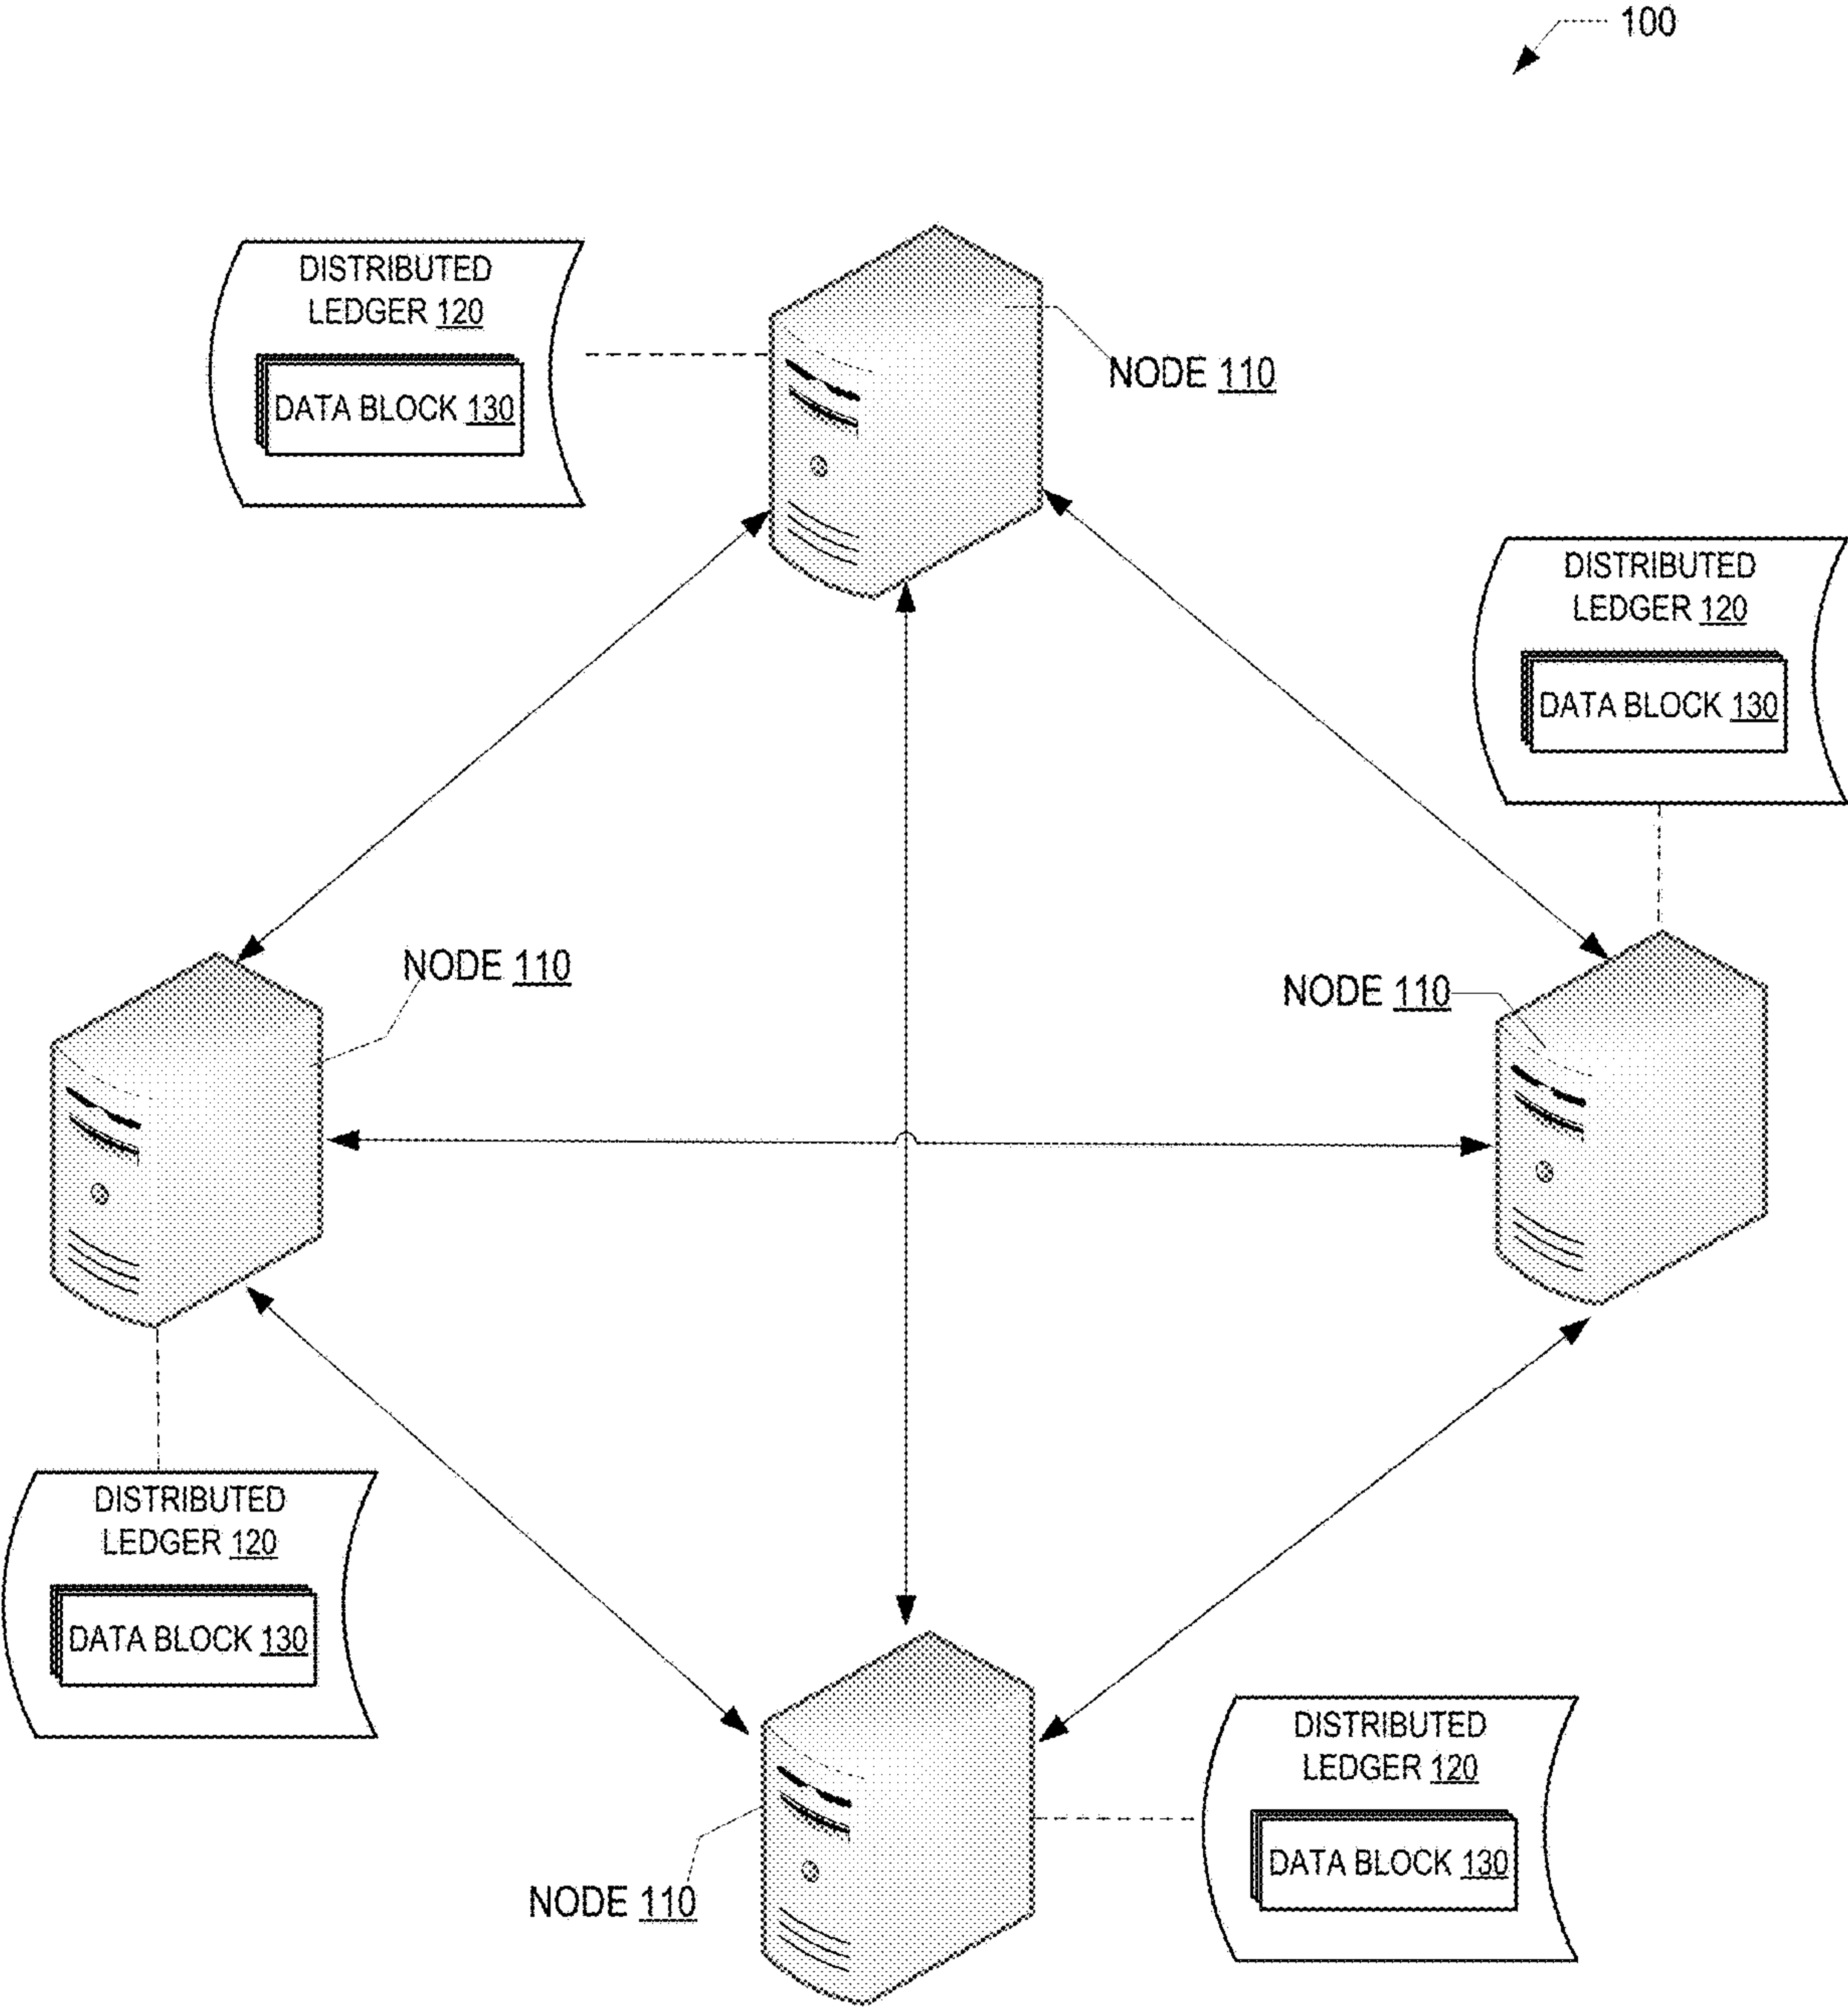 100
DISTRIBUTED
LEDGER 120
DATA BLOCK 130
NODE 110
DISTRIBUTED
LEDGER 120
DATA BLOCK 130
NODE 110
NODE 110
DISTRIBUTED
LEDGER 120
DATA BLOCK 130
DISTRIBUTED
LEDGER 120
DATA BLOCK 130
NODE 110